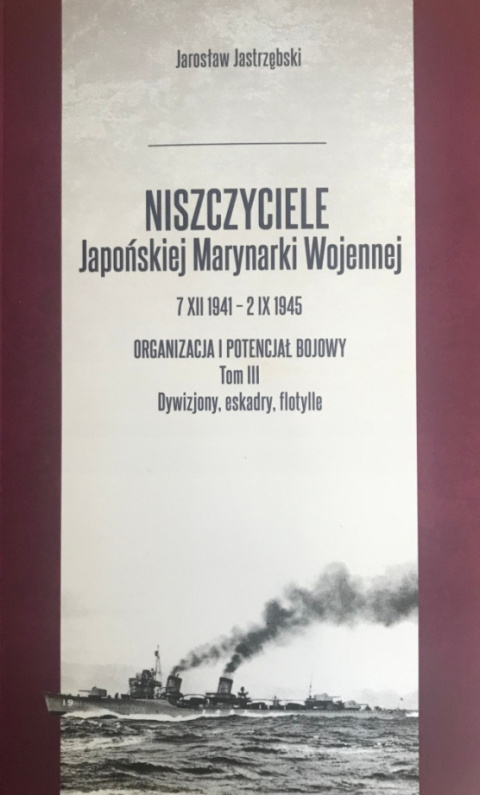 Jarosław Jastrzębski
NISZCZYCIELE
Japońskiej Marynarki Wojennej
7 XII 1941 – 2 IX 1945
ORGANIZACJA I POTENCJAŁ BOJOWY
Tom III
Dywizjony, eskadry, flotylle
19